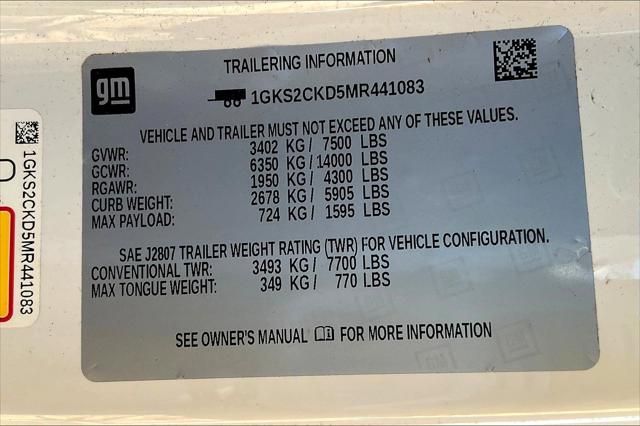 TRAILERING INFORMATION
gm
1GKS2CKD5MR441083
VEHICLE AND TRAILER MUST NOT EXCEED ANY OF THESE VALUES.
GVWR: 3402 KG / 7500 LBS
GCWR: 6350 KG / 14000 LBS
RGAWR: 1950 KG / 4300 LBS
CURB WEIGHT: 2678 KG / 5905 LBS
MAX PAYLOAD: 724 KG / 1595 LBS
SAE J2807 TRAILER WEIGHT RATING (TWR) FOR VEHICLE CONFIGURATION.
CONVENTIONAL TWR: 3493 KG / 7700 LBS
MAX TONGUE WEIGHT: 349 KG / 770 LBS
SEE OWNER'S MANUAL FOR MORE INFORMATION
1GKS2CKD5MR441083